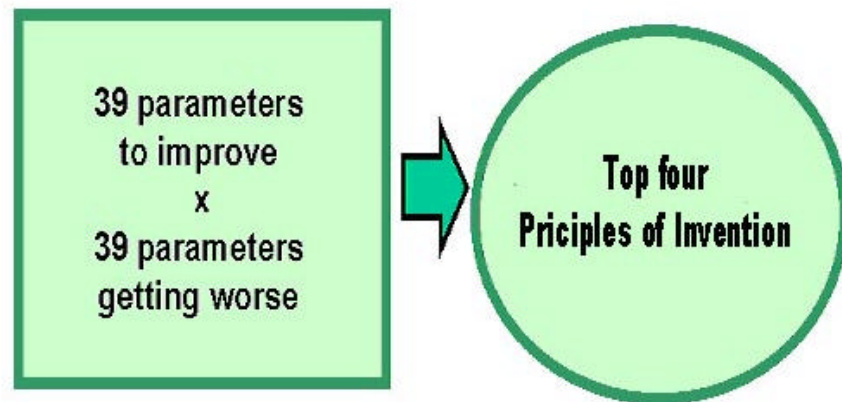 39 parameters
to improve
x
39 parameters
getting worse
Top four
Priciples of Invention